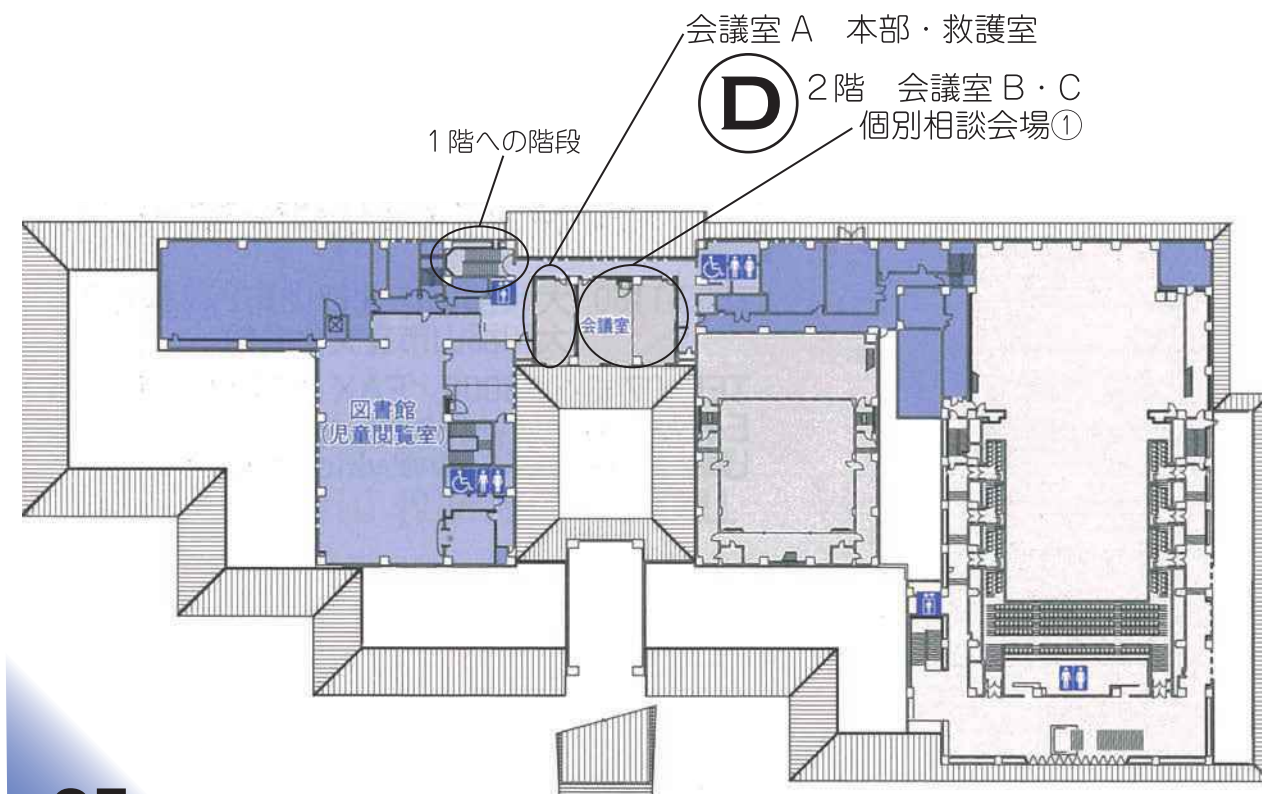 会議室 A　本部・救護室
D
2階　会議室 B・C
個別相談会場①
1階への階段
会議室
図書館
(児童閲覧室)